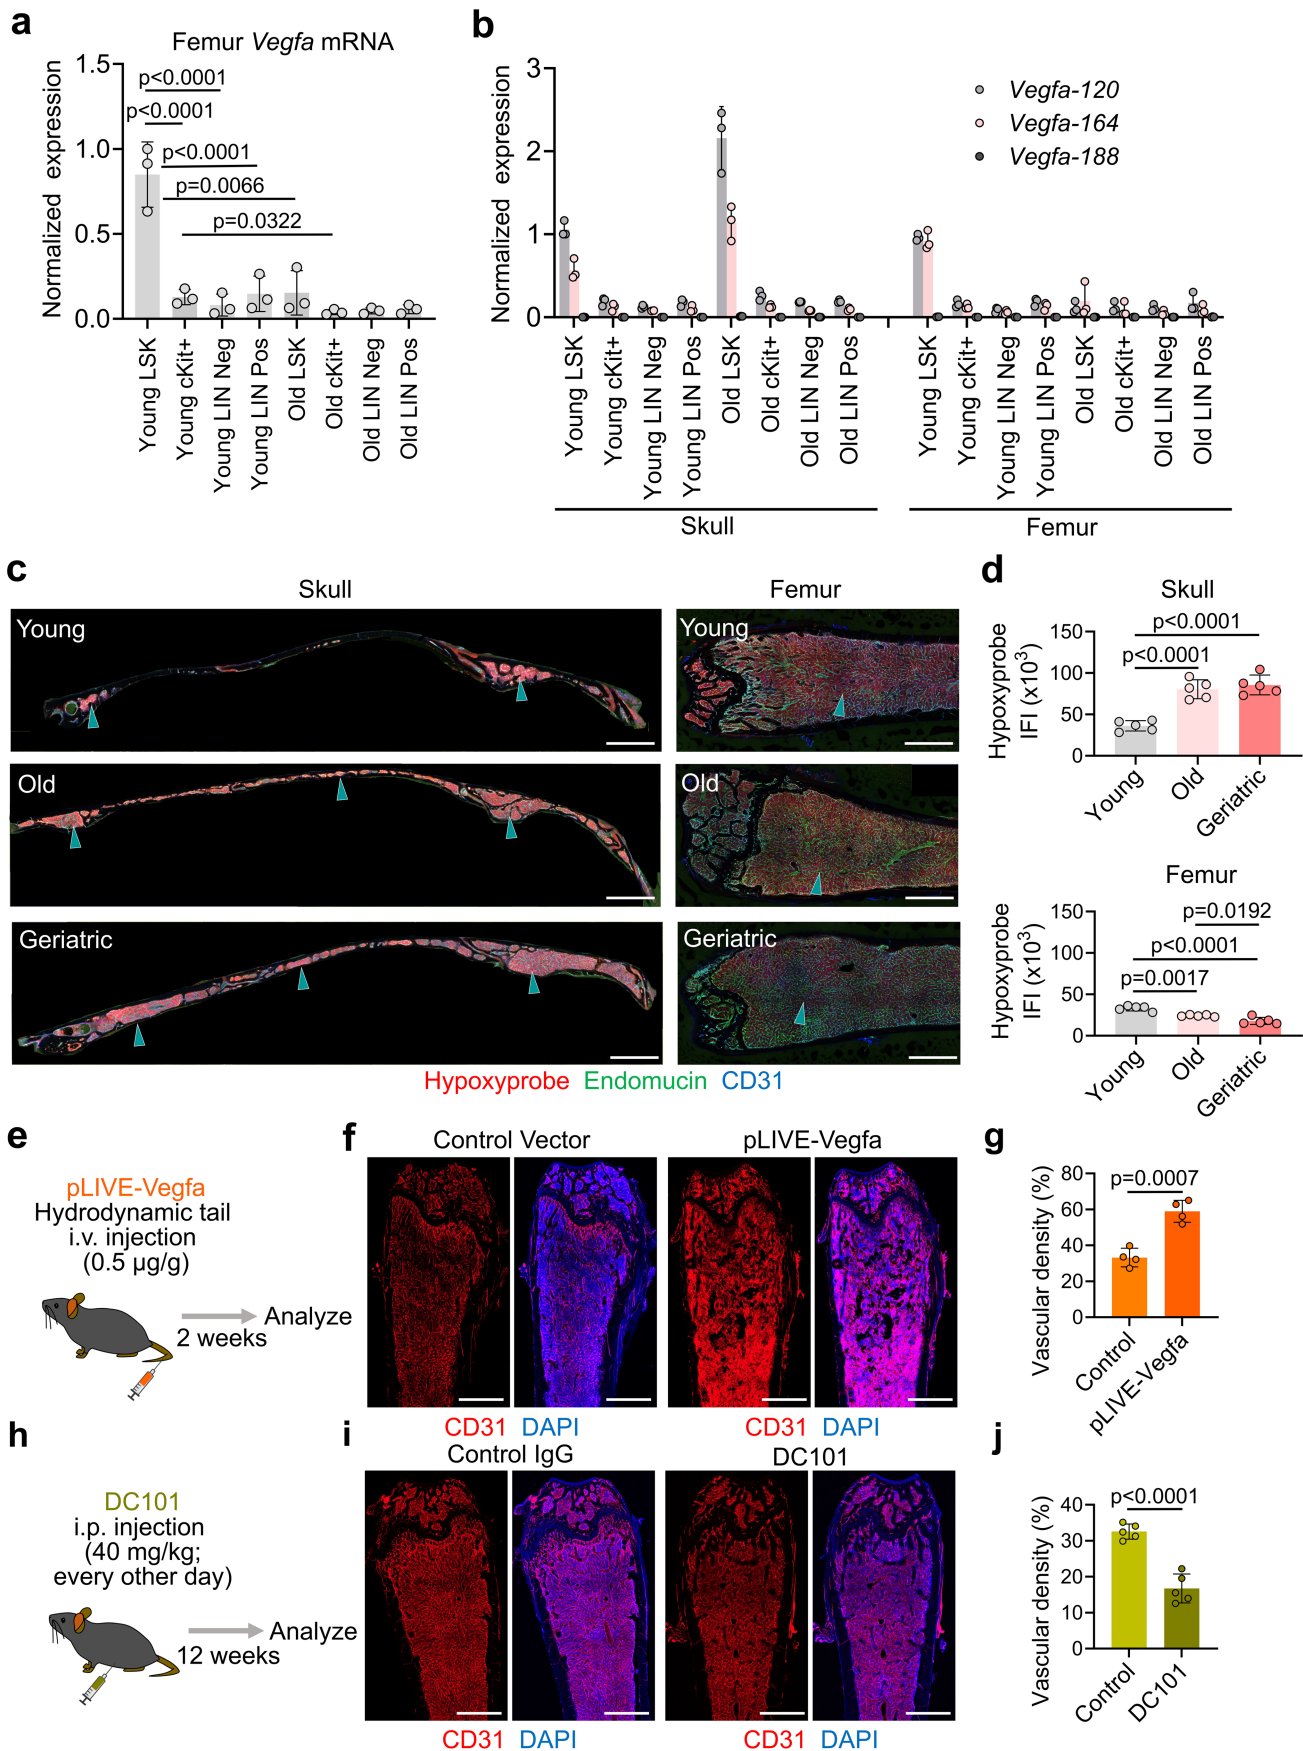 a
Femur Vegfa mRNA
Normalized expression
1.5
1.0
0.5
0.0
p<0.0001
p<0.0001
p<0.0001
p=0.0066
p=0.0322
Young LSK
Young cKit+
Young LIN Neg
Young LIN Pos
Old LSK
Old cKit+
Old LIN Neg
Old LIN Pos
b
Normalized expression
3
2
1
0
Vegfa-120
Vegfa-164
Vegfa-188
Young LSK
Young cKit+
Young LIN Neg
Young LIN Pos
Old LSK
Old cKit+
Old LIN Neg
Old LIN Pos
Young LSK
Young cKit+
Young LIN Neg
Young LIN Pos
Old LSK
Old cKit+
Old LIN Neg
Old LIN Pos
Skull
Femur
c
Skull
Femur
Young
Young
Old
Old
Geriatric
Geriatric
Hypoxyprobe Endomucin CD31
d
Skull
Hypoxyprobe
IFI (x10³)
150
100
50
0
p<0.0001
p<0.0001
Young
Old
Geriatric
Femur
Hypoxyprobe
IFI (x10³)
150
100
50
0
p=0.0192
p<0.0001
p=0.0017
Young
Old
Geriatric
e
pLIVE-Vegfa
Hydrodynamic tail
i.v. injection
(0.5 µg/g)
2 weeks
Analyze
f
Control Vector
pLIVE-Vegfa
CD31 DAPI
CD31 DAPI
g
Vascular density (%)
80
60
40
20
0
p=0.0007
Control
pLIVE-Vegfa
h
DC101
i.p. injection
(40 mg/kg;
every other day)
12 weeks
Analyze
i
Control IgG
DC101
CD31 DAPI
CD31 DAPI
j
Vascular density (%)
40
30
20
10
0
p<0.0001
Control
DC101